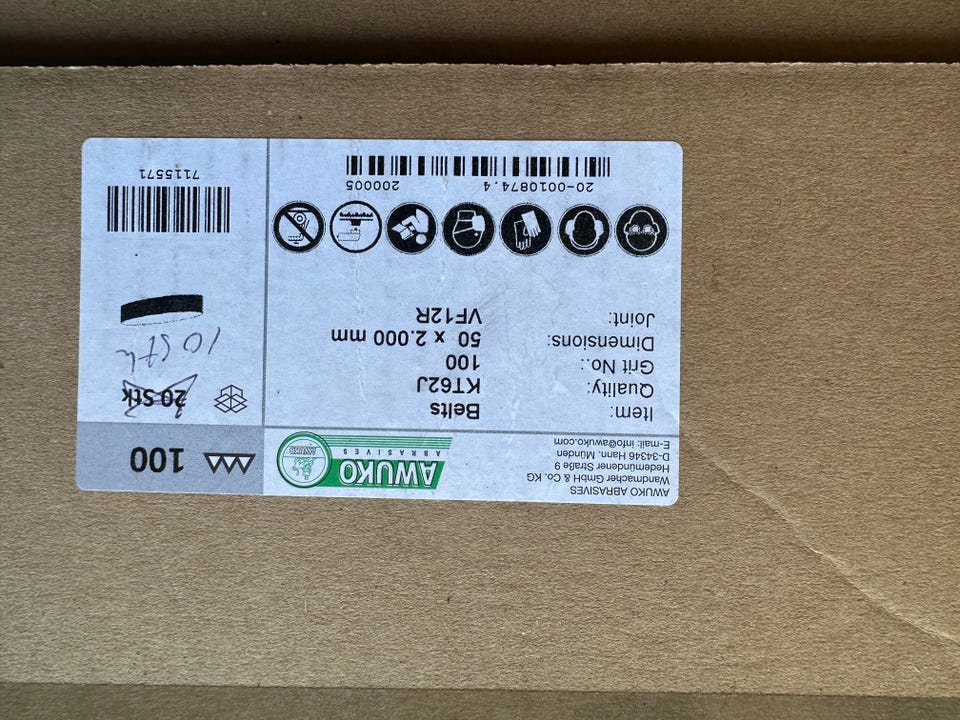 AWUKO ABRASIVES
Wandmacher GmbH & Co. KG
Hedemündener Straße 9
D-34346 Hann. Münden
E-mail: info@awuko.com
AWUKO
ABRASIVES
AWUKO
100
Item: Belts
Quality: KT62J
Grit No.: 100
Dimensions: 50 x 2.000 mm
Joint: VF12R
20 Stk
10 Stk
20-0010874.4 200005
7115571